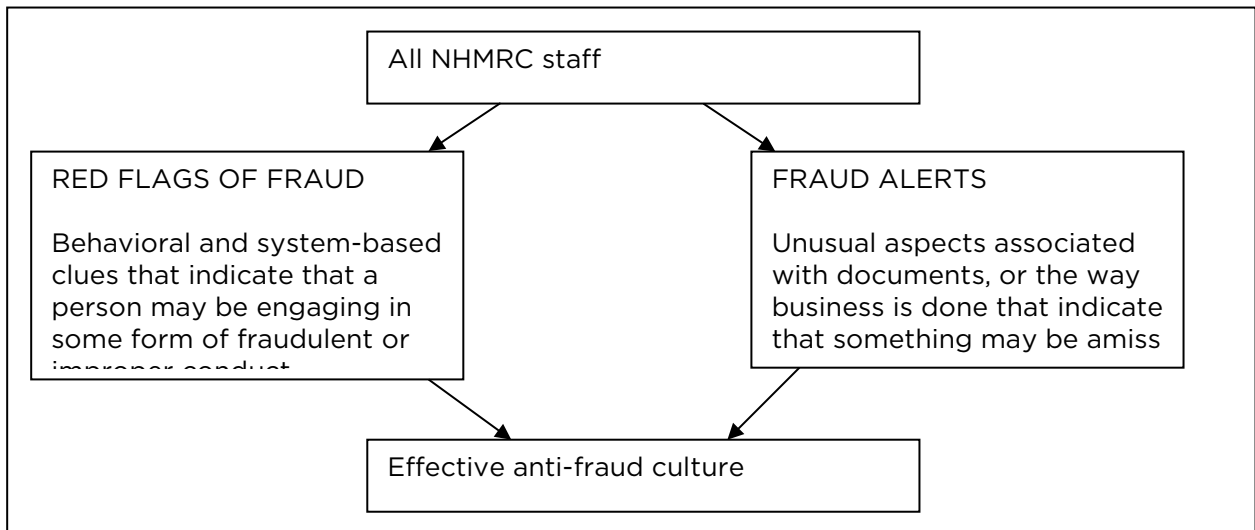 All NHMRC staff
RED FLAGS OF FRAUD
Behavioral and system-based
clues that indicate that a
person may be engaging in
some form of fraudulent or
improper conduct
FRAUD ALERTS
Unusual aspects associated
with documents, or the way
business is done that indicate
that something may be amiss
Effective anti-fraud culture